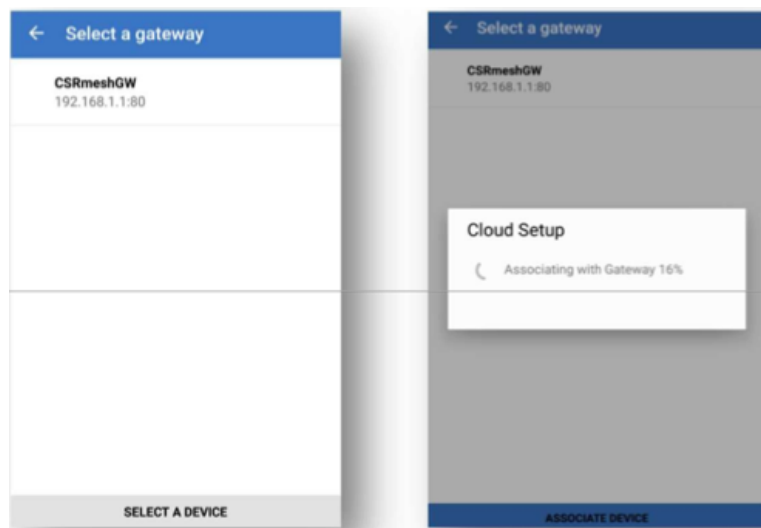 Select a gateway
CSRmeshGW
192.168.1.1:80
SELECT A DEVICE
Select a gateway
CSRmeshGW
192.168.1.1:80
Cloud Setup
Associating with Gateway 16%
ASSOCIATE DEVICE